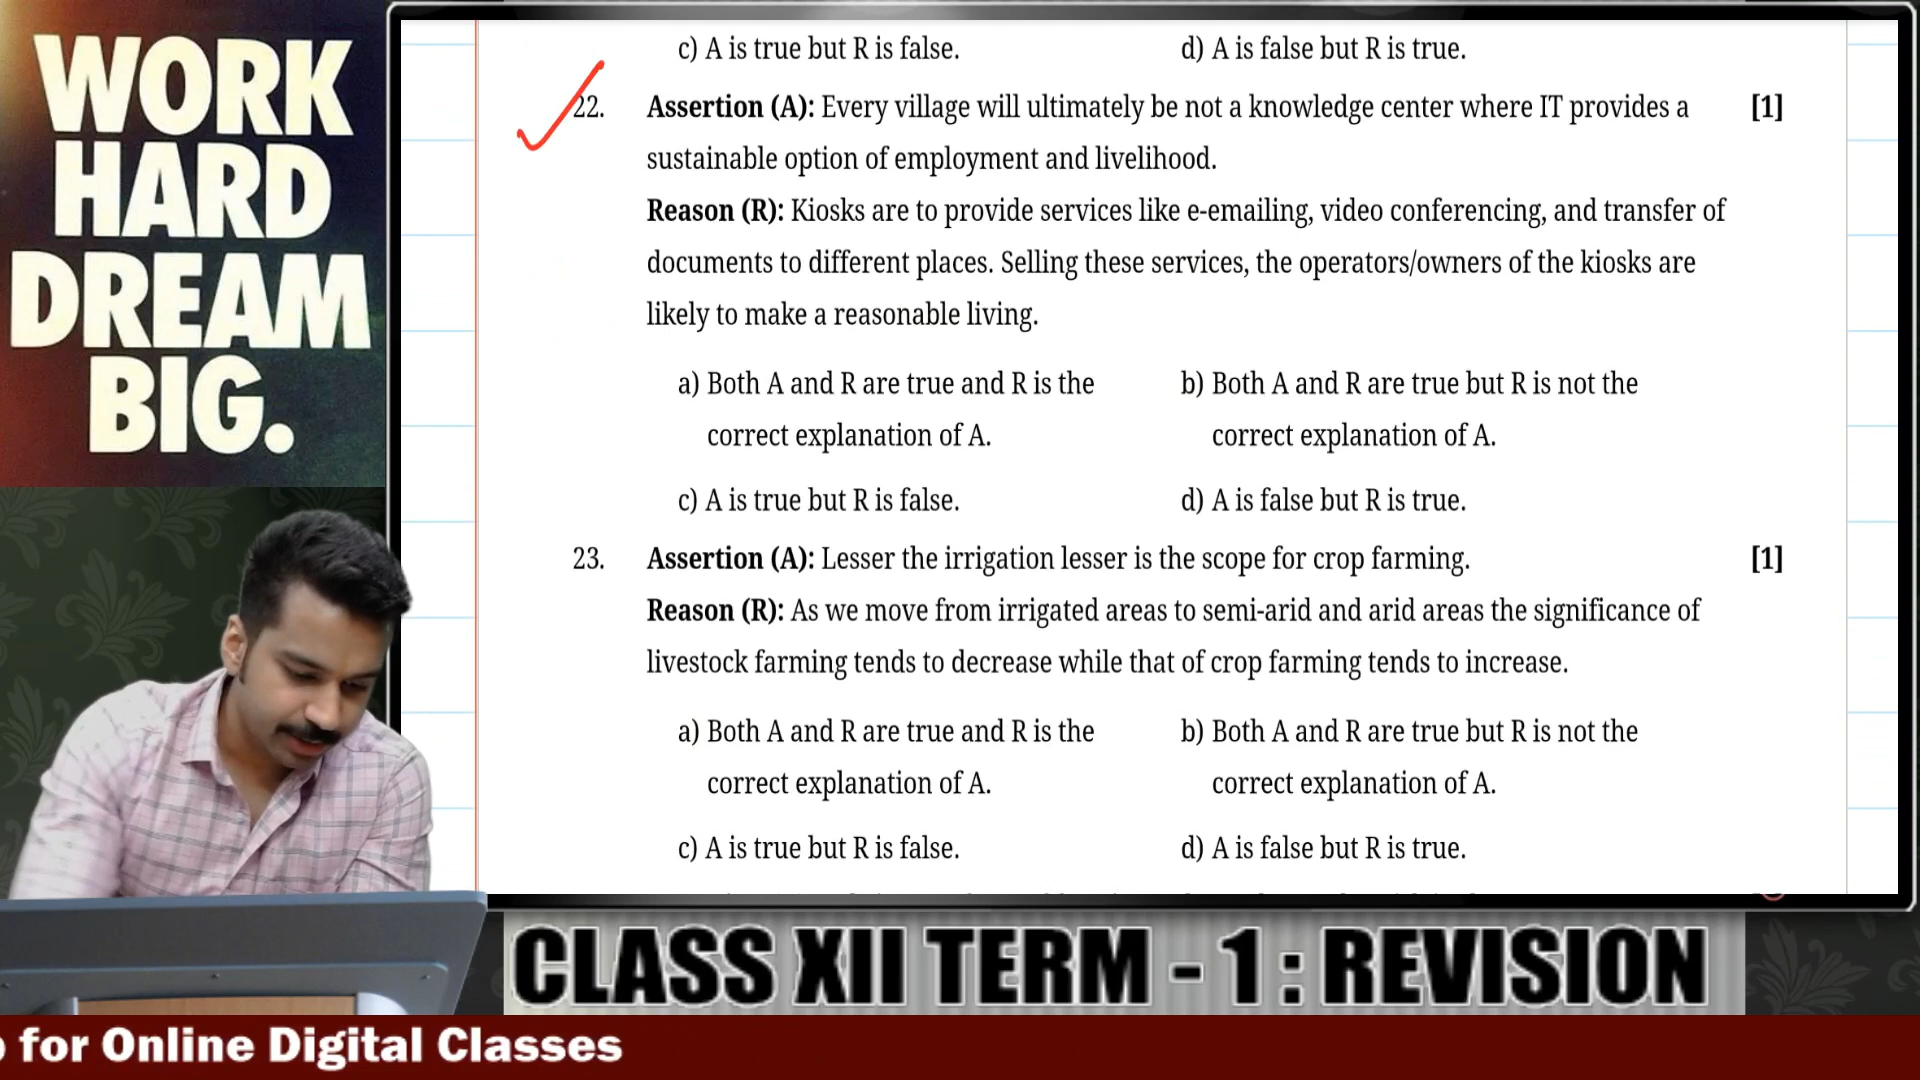 WORK
HARD
DREAM
BIG.
c) A is true but R is false. d) A is false but R is true.
22. Assertion (A): Every village will ultimately be not a knowledge center where IT provides a [1]
sustainable option of employment and livelihood.
Reason (R): Kiosks are to provide services like e-emailing, video conferencing, and transfer of
documents to different places. Selling these services, the operators/owners of the kiosks are
likely to make a reasonable living.
a) Both A and R are true and R is the b) Both A and R are true but R is not the
correct explanation of A. correct explanation of A.
c) A is true but R is false. d) A is false but R is true.
23. Assertion (A): Lesser the irrigation lesser is the scope for crop farming. [1]
Reason (R): As we move from irrigated areas to semi-arid and arid areas the significance of
livestock farming tends to decrease while that of crop farming tends to increase.
a) Both A and R are true and R is the b) Both A and R are true but R is not the
correct explanation of A. correct explanation of A.
c) A is true but R is false. d) A is false but R is true.
CLASS XII TERM - 1 : REVISION
for Online Digital Classes